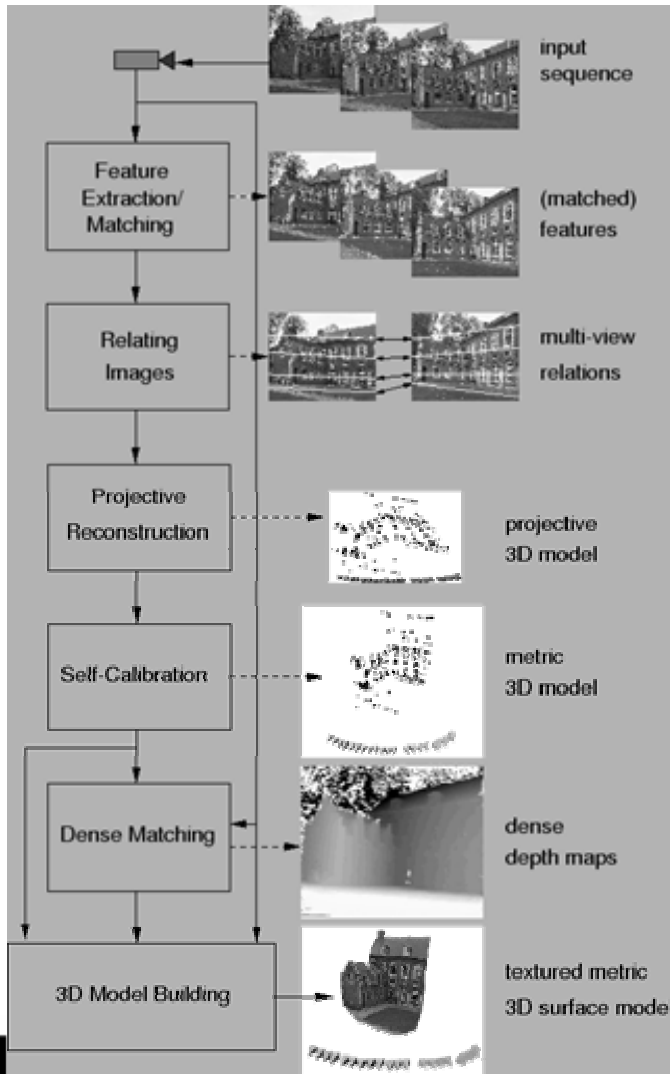 input
sequence
Feature
Extraction/
Matching
(matched)
features
Relating
Images
multi-view
relations
Projective
Reconstruction
projective
3D model
Self-Calibration
metric
3D model
Dense Matching
dense
depth maps
3D Model Building
textured metric
3D surface mode